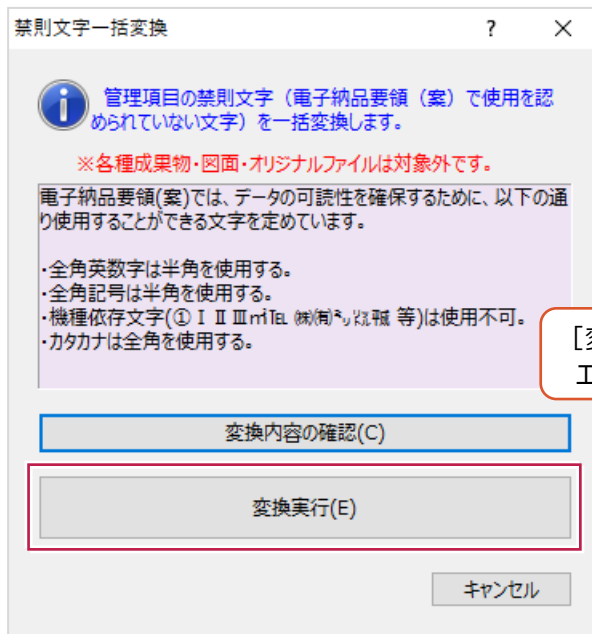 禁則文字一括変換 ? ×
管理項目の禁則文字（電子納品要領（案）で使用を認
められていない文字）を一括変換します。
※各種成果物・図面・オリジナルファイルは対象外です。
電子納品要領(案)では、データの可読性を確保するために、以下の通
り使用することができる文字を定めています。
・全角英数字は半角を使用する。
・全角記号は半角を使用する。
・機種依存文字(① Ⅰ Ⅱ Ⅲ ㎡ ℡ ㈱㈲㌧㍑㍻ 等)は使用不可。
・カタカナは全角を使用する。
変換内容の確認(C)
変換実行(E)
キャンセル